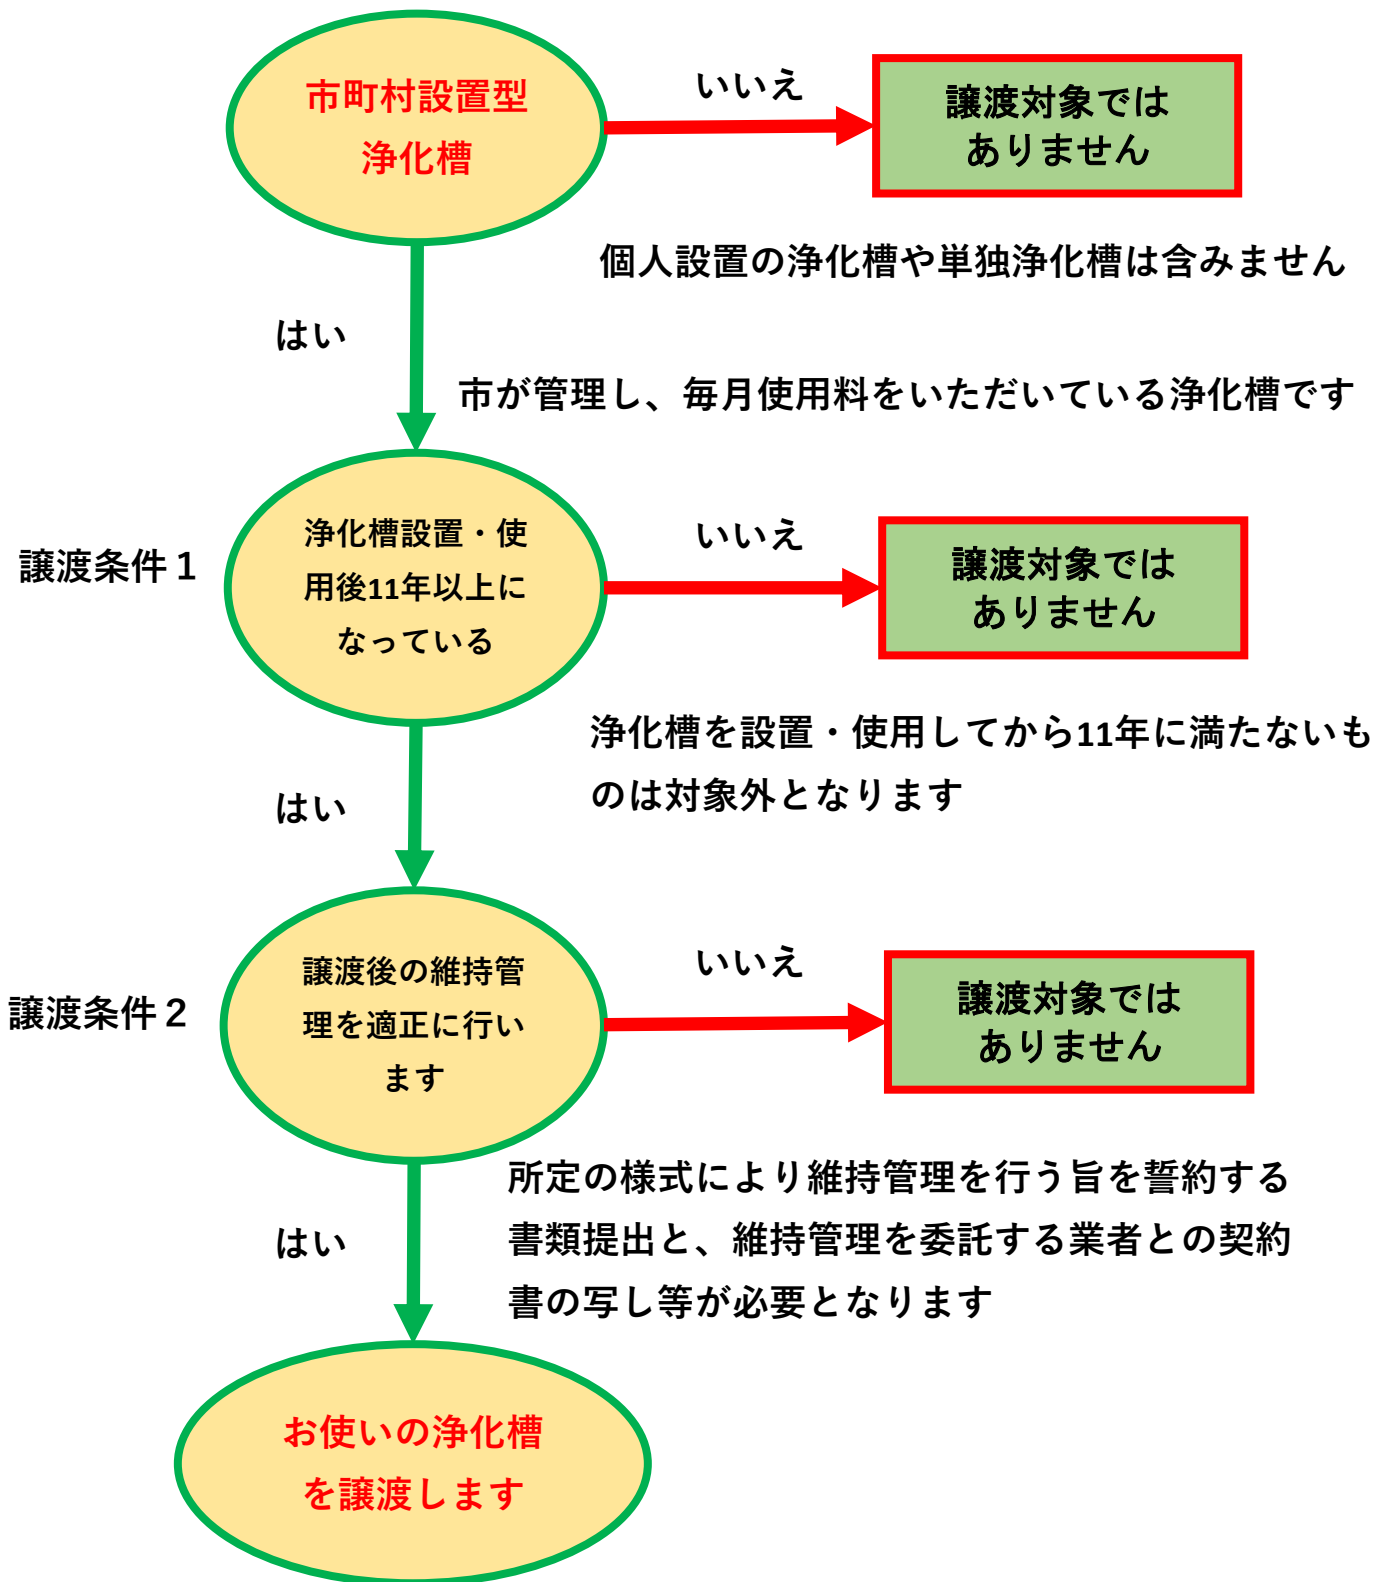 市町村設置型
浄化槽
いいえ
譲渡対象では
ありません
個人設置の浄化槽や単独浄化槽は含みません
はい
市が管理し、毎月使用料をいただいている浄化槽です
譲渡条件１
浄化槽設置・使
用後11年以上に
なっている
いいえ
譲渡対象では
ありません
浄化槽を設置・使用してから11年に満たないも
のは対象外となります
はい
譲渡条件２
譲渡後の維持管
理を適正に行い
ます
いいえ
譲渡対象では
ありません
所定の様式により維持管理を行う旨を誓約する
書類提出と、維持管理を委託する業者との契約
書の写し等が必要となります
はい
お使いの浄化槽
を譲渡します